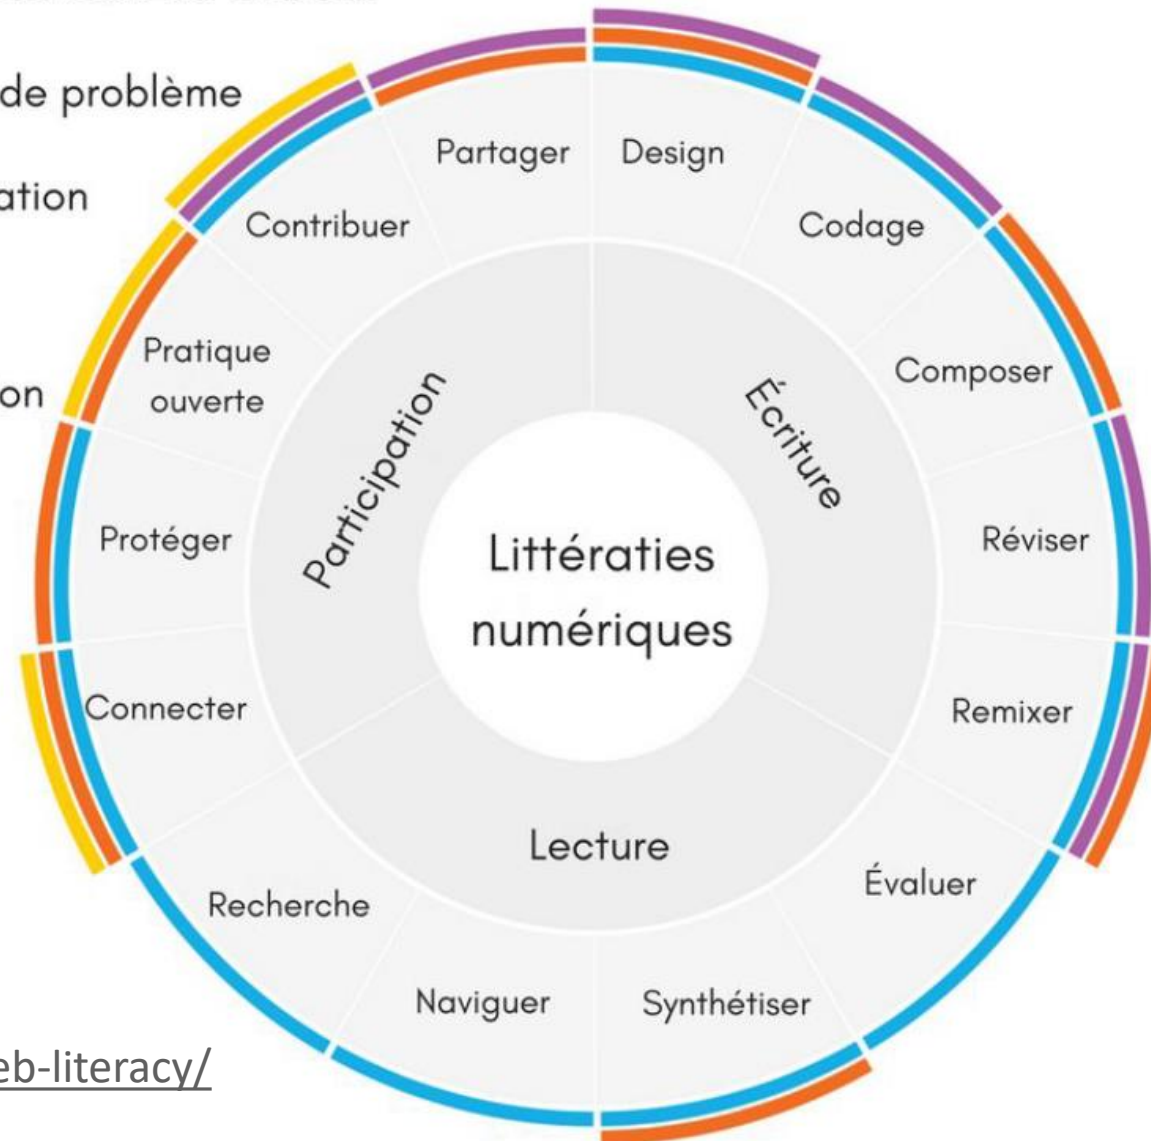 de problème
ation
on
Partager
Design
Contribuer
Codage
Pratique
ouverte
Composer
Participation
Écriture
Protéger
Réviser
Littératies
numériques
Connecter
Remixer
Lecture
Évaluer
Recherche
Naviguer
Synthétiser
eb-literacy/